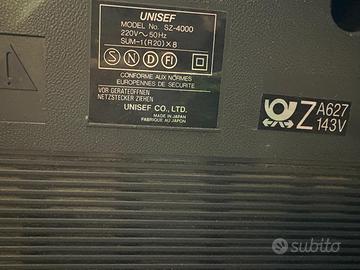 UNISEF
MODEL No. SZ-4000
220V~50Hz
SUM-1(R20)×8
S N D FI
CONFORME AUX NORMES
EUROPEENNES DE SECURITE
VOR GERATEÖFFNEN
NETZSTECKER ZIEHEN
UNISEF CO., LTD.
MADE IN JAPAN
FABRIQUE AU JAPON
Z A627
143V
subito